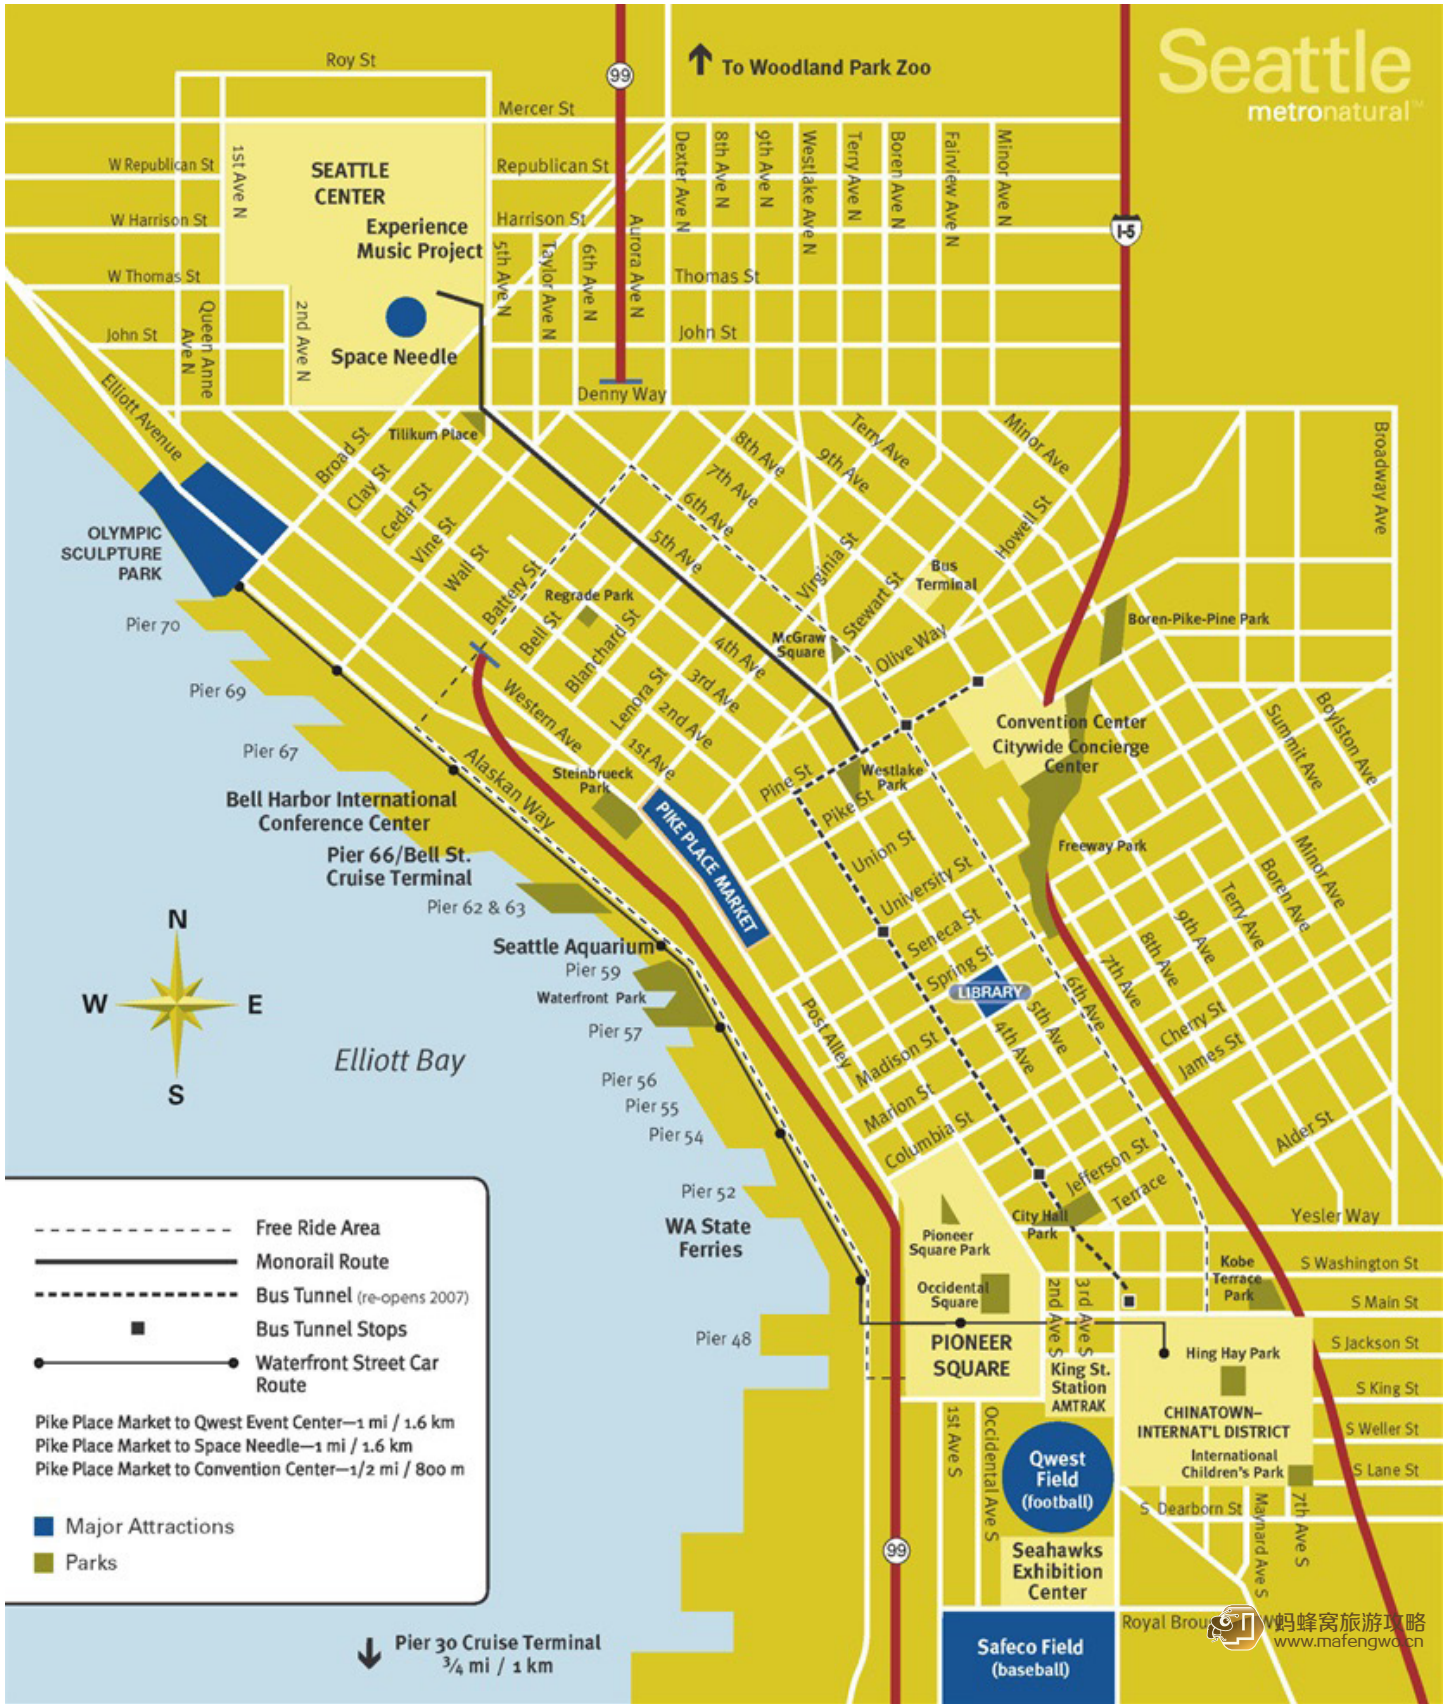 Seattle
metronatural™
To Woodland Park Zoo
99
Roy St
Mercer St
W Republican St
Republican St
W Harrison St
Harrison St
W Thomas St
Thomas St
John St
John St
Denny Way
1st Ave N
Queen Anne
Ave N
2nd Ave N
5th Ave N
Taylor Ave N
6th Ave N
Aurora Ave N
Dexter Ave N
8th Ave N
9th Ave N
Westlake Ave N
Terry Ave N
Boren Ave N
Fairview Ave N
Minor Ave N
I-5
SEATTLE
CENTER
Experience
Music Project
Space Needle
Tilikum Place
Elliott Avenue
Broad St
Clay St
Cedar St
Vine St
Wall St
Battery St
Bell St
Blanchard St
Lenora St
Virginia St
Stewart St
Olive Way
Howell St
8th Ave
7th Ave
6th Ave
5th Ave
9th Ave
Terry Ave
Minor Ave
4th Ave
3rd Ave
2nd Ave
1st Ave
Western Ave
Alaskan Way
Broadway Ave
OLYMPIC
SCULPTURE
PARK
Regrade Park
Bus
Terminal
McGraw
Square
Boren-Pike-Pine Park
Pier 70
Pier 69
Pier 67
Bell Harbor International
Conference Center
Pier 66/Bell St.
Cruise Terminal
Pier 62 & 63
Steinbrueck
Park
PIKE PLACE MARKET
Pine St
Pike St
Westlake
Park
Convention Center
Citywide Concierge
Center
Freeway Park
Summit Ave
Boylston Ave
Minor Ave
Boren Ave
Terry Ave
9th Ave
8th Ave
7th Ave
6th Ave
5th Ave
4th Ave
Union St
University St
Seneca St
Spring St
LIBRARY
Post Alley
Madison St
Marion St
Columbia St
Cherry St
James St
Alder St
Jefferson St
Terrace
Yesler Way
Seattle Aquarium
Pier 59
Waterfront Park
Pier 57
Pier 56
Pier 55
Pier 54
Pier 52
WA State
Ferries
Pier 48
Elliott Bay
N
W
E
S
City Hall
Park
Pioneer
Square Park
Occidental
Square
PIONEER
SQUARE
2nd Ave S
3rd Ave S
Kobe
Terrace
Park
S Washington St
S Main St
S Jackson St
S King St
S Weller St
S Lane St
King St.
Station
AMTRAK
Hing Hay Park
CHINATOWN–
INTERNAT'L DISTRICT
International
Children's Park
S Dearborn St
Maynard Ave S
7th Ave S
1st Ave S
Occidental Ave S
Qwest
Field
(football)
Seahawks
Exhibition
Center
99
Safeco Field
(baseball)
Free Ride Area
Monorail Route
Bus Tunnel (re-opens 2007)
Bus Tunnel Stops
Waterfront Street Car
Route
Pike Place Market to Qwest Event Center—1 mi / 1.6 km
Pike Place Market to Space Needle—1 mi / 1.6 km
Pike Place Market to Convention Center—1/2 mi / 800 m
Major Attractions
Parks
Pier 30 Cruise Terminal
¾ mi / 1 km
Royal
蚂蜂窝旅游攻略
www.mafengwo.cn